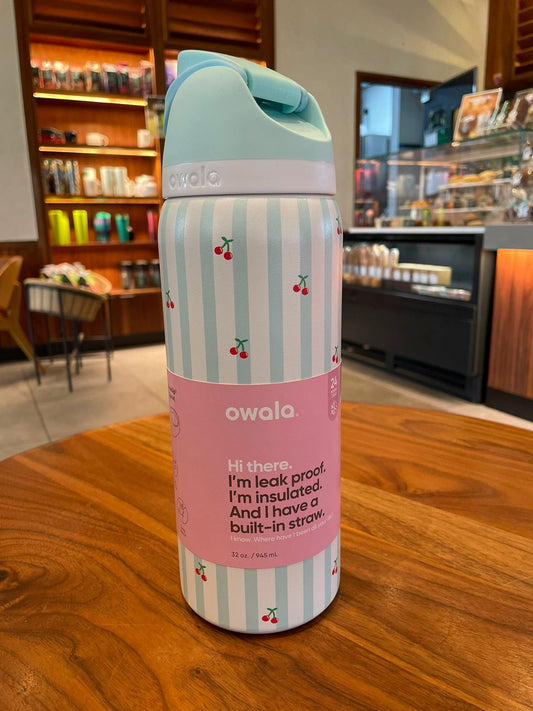 owala
owala.
24
Hi there.
I'm leak proof.
I'm insulated.
And I have a
built-in straw.
I know. Where have I been all your
32 oz. / 945 mL